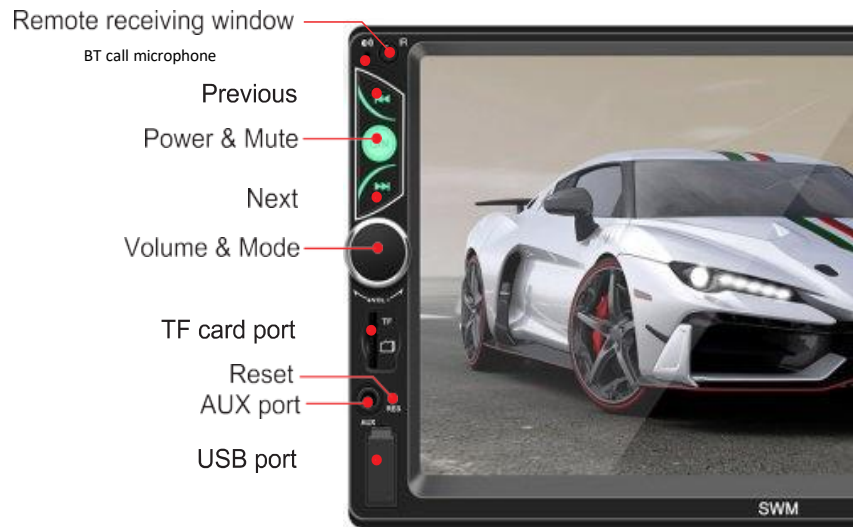 Remote receiving window
IR
BT call microphone
Previous
Power & Mute
Next
Volume & Mode
TF card port
TF
Reset
AUX port
RES
AUX
USB port
SWM